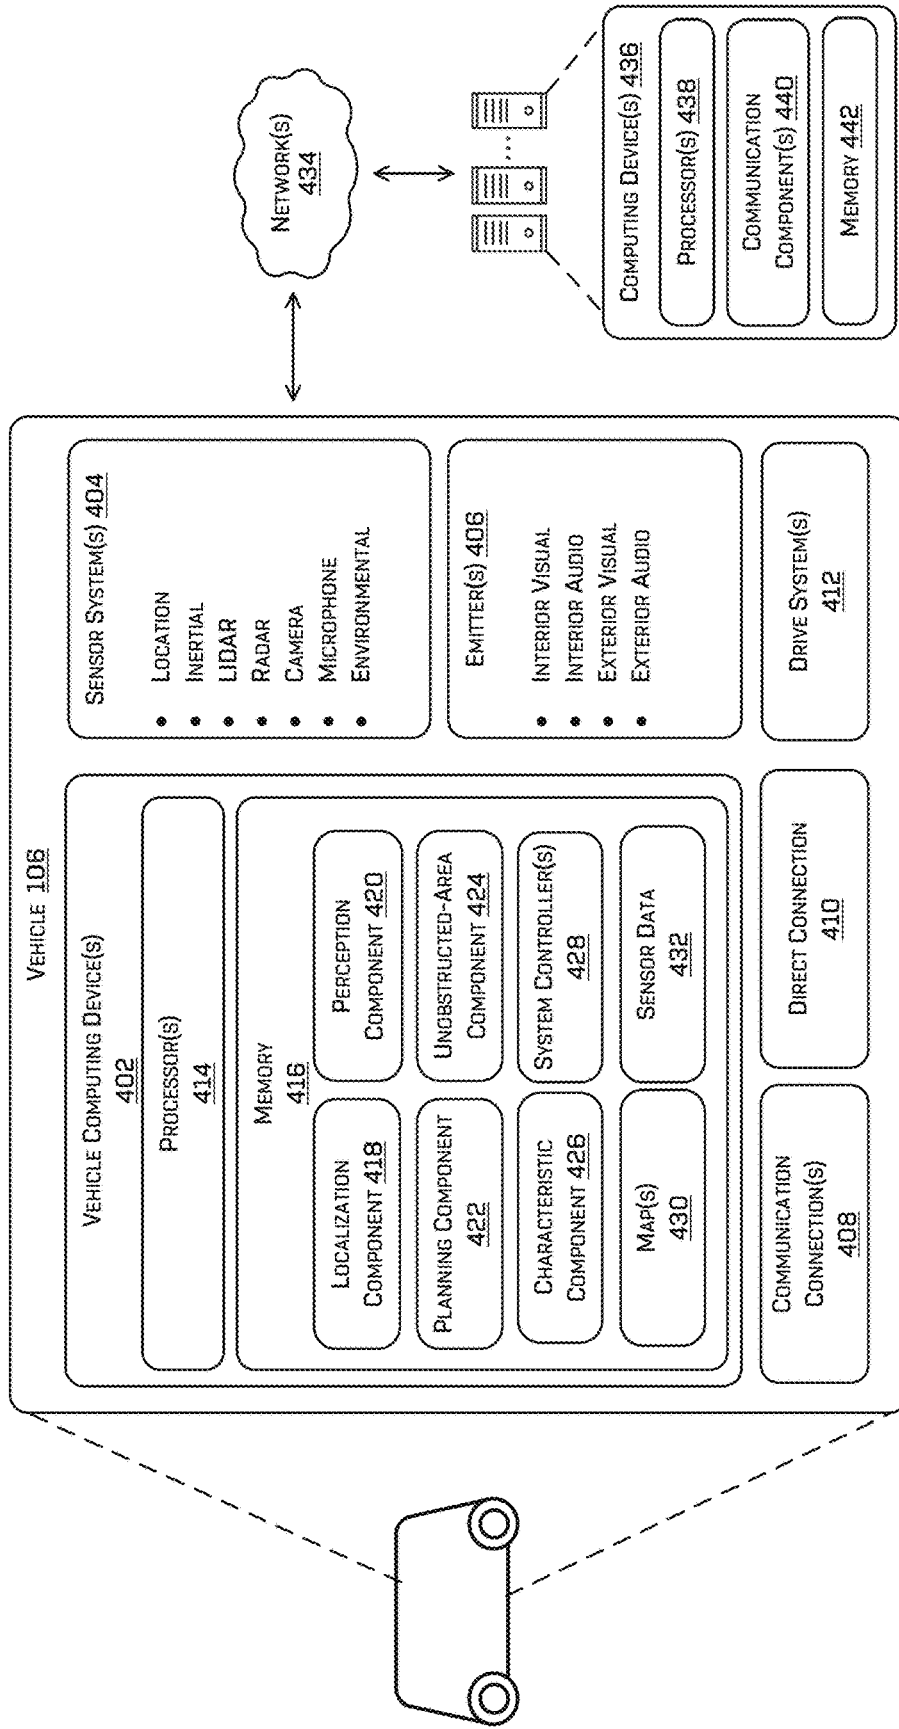 VEHICLE 106
VEHICLE COMPUTING DEVICE(S)
402
PROCESSOR(S)
414
MEMORY
416
LOCALIZATION
COMPONENT 418
PERCEPTION
COMPONENT 420
PLANNING COMPONENT
422
UNOBSTRUCTED-AREA
COMPONENT 424
CHARACTERISTIC
COMPONENT 426
SYSTEM CONTROLLER(S)
428
MAP(S)
430
SENSOR DATA
432
SENSOR SYSTEM(S) 404
• LOCATION
• INERTIAL
• LIDAR
• RADAR
• CAMERA
• MICROPHONE
• ENVIRONMENTAL
EMITTER(S) 406
• INTERIOR VISUAL
• INTERIOR AUDIO
• EXTERIOR VISUAL
• EXTERIOR AUDIO
COMMUNICATION
CONNECTION(S)
408
DIRECT CONNECTION
410
DRIVE SYSTEM(S)
412
NETWORK(S)
434
COMPUTING DEVICE(S) 436
PROCESSOR(S) 438
COMMUNICATION
COMPONENT(S) 440
MEMORY 442